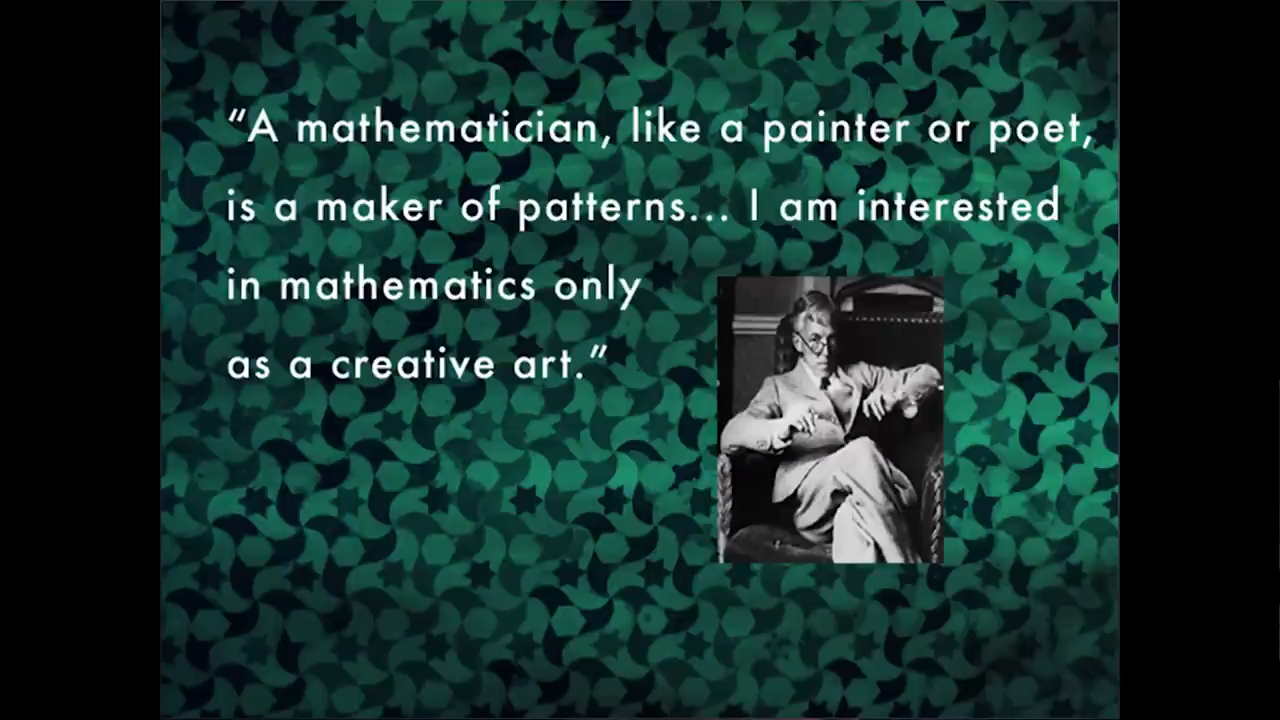 “A mathematician, like a painter or poet,
is a maker of patterns... I am interested
in mathematics only
as a creative art.”